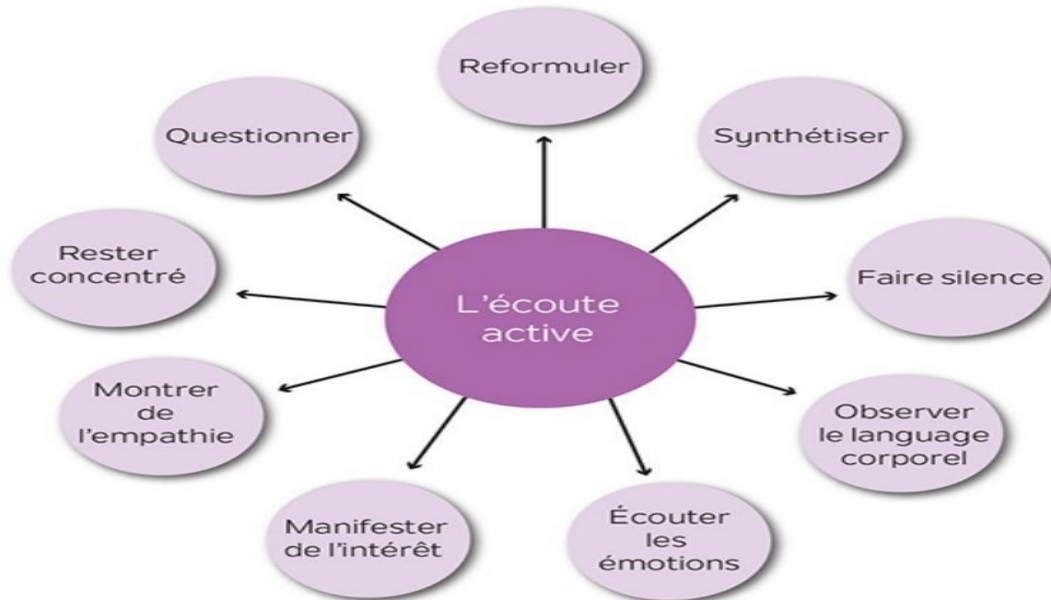 Reformuler
Questionner
Synthétiser
Rester
concentré
Faire silence
L'écoute
active
Montrer
de
l'empathie
Observer
le language
corporel
Manifester
de l'intérêt
Écouter
les
émotions